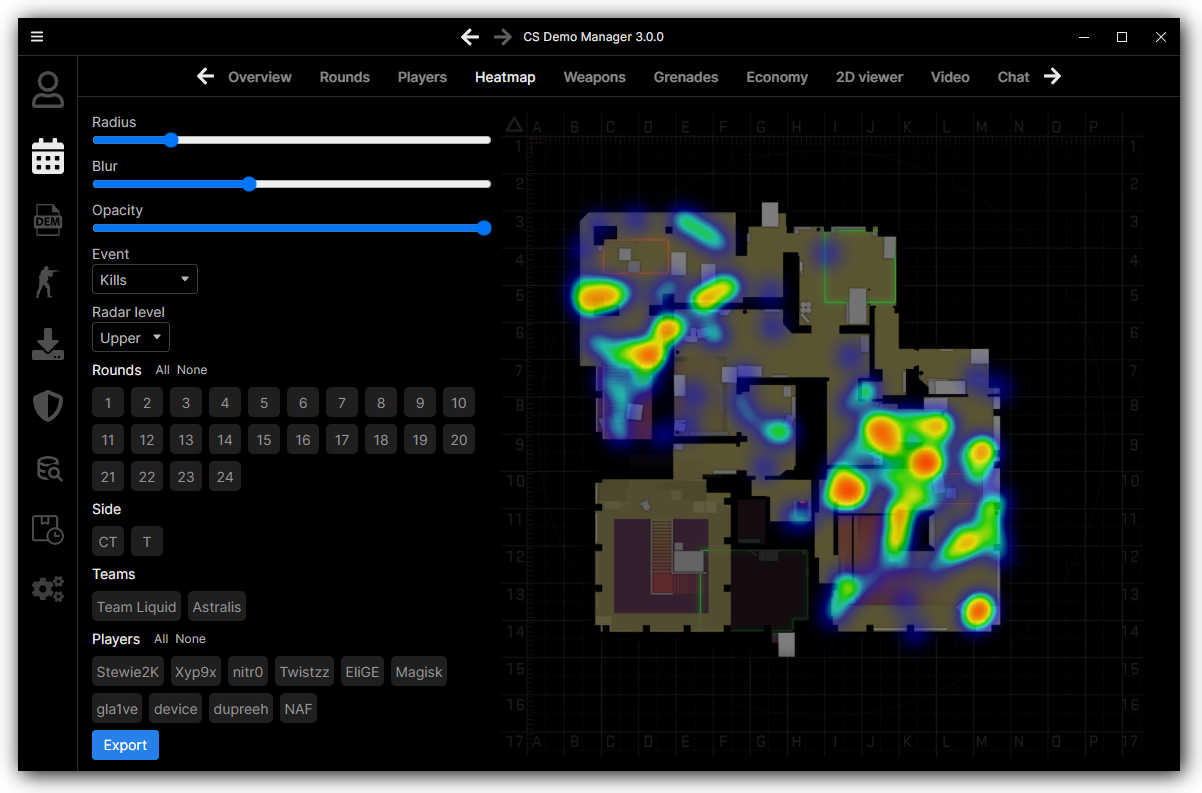 CS Demo Manager 3.0.0
Overview Rounds Players Heatmap Weapons Grenades Economy 2D viewer Video Chat
Radius
Blur
Opacity
Event
Kills
Radar level
Upper
Rounds All None
1 2 3 4 5 6 7 8 9 10
11 12 13 14 15 16 17 18 19 20
21 22 23 24
Side
CT T
Teams
Team Liquid Astralis
Players All None
Stewie2K Xyp9x nitr0 Twistzz EliGE Magisk
gla1ve device dupreeh NAF
Export
DEM
A B C D E F G H I J K L M N O P
1 1
2 2
3 3
4 4
5 5
6 6
7 7
8 8
9 9
10 10
11 11
12 12
13 13
14 14
15 15
16 16
17 A B C D E F G H I J K L M N O P 17